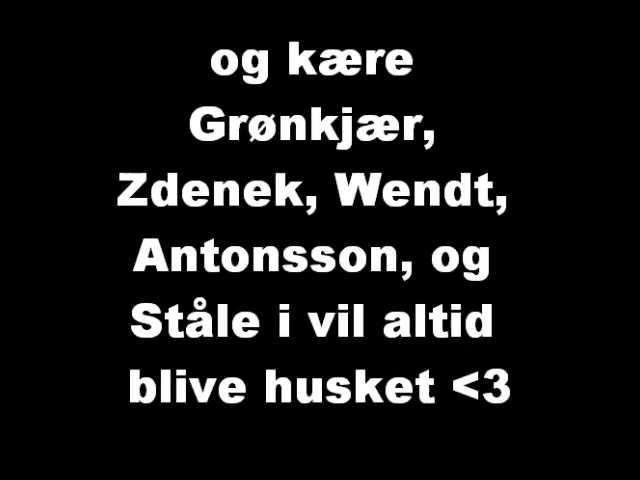 og kære
Grønkjær,
Zdenek, Wendt,
Antonsson, og
Ståle i vil altid
blive husket <3